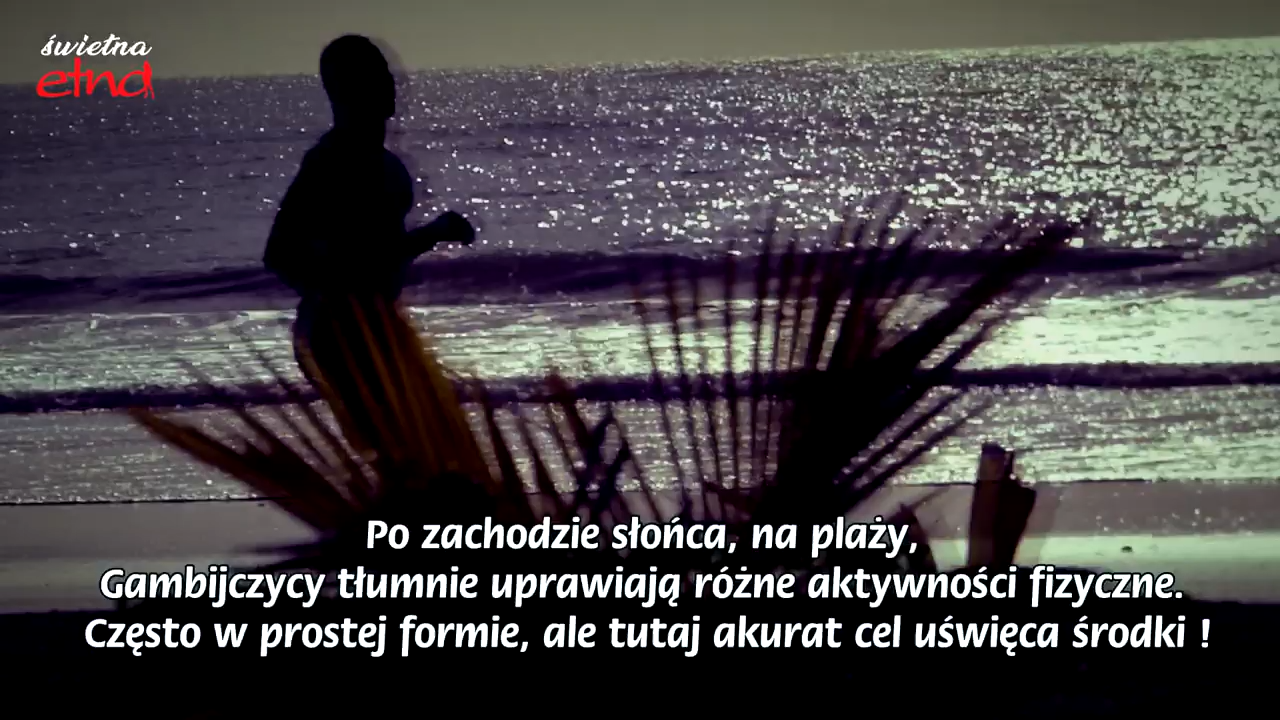 świetna
etna
Po zachodzie słońca, na plaży,
Gambijczycy tłumnie uprawiają różne aktywności fizyczne.
Często w prostej formie, ale tutaj akurat cel uświęca środki !